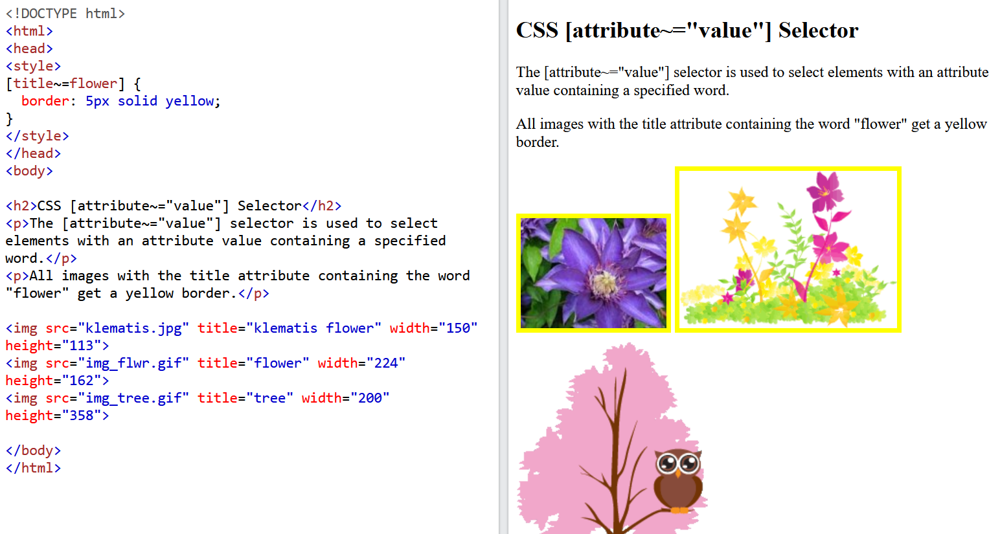 <!DOCTYPE html>
<html>
<head>
<style>
[title~=flower] {
  border: 5px solid yellow;
}
</style>
</head>
<body>

<h2>CSS [attribute~="value"] Selector</h2>
<p>The [attribute~="value"] selector is used to select
elements with an attribute value containing a specified
word.</p>
<p>All images with the title attribute containing the word
"flower" get a yellow border.</p>

<img src="klematis.jpg" title="klematis flower" width="150"
height="113">
<img src="img_flwr.gif" title="flower" width="224"
height="162">
<img src="img_tree.gif" title="tree" width="200"
height="358">

</body>
</html>
CSS [attribute~="value"] Selector
The [attribute~="value"] selector is used to select elements with an attribute
value containing a specified word.
All images with the title attribute containing the word "flower" get a yellow
border.